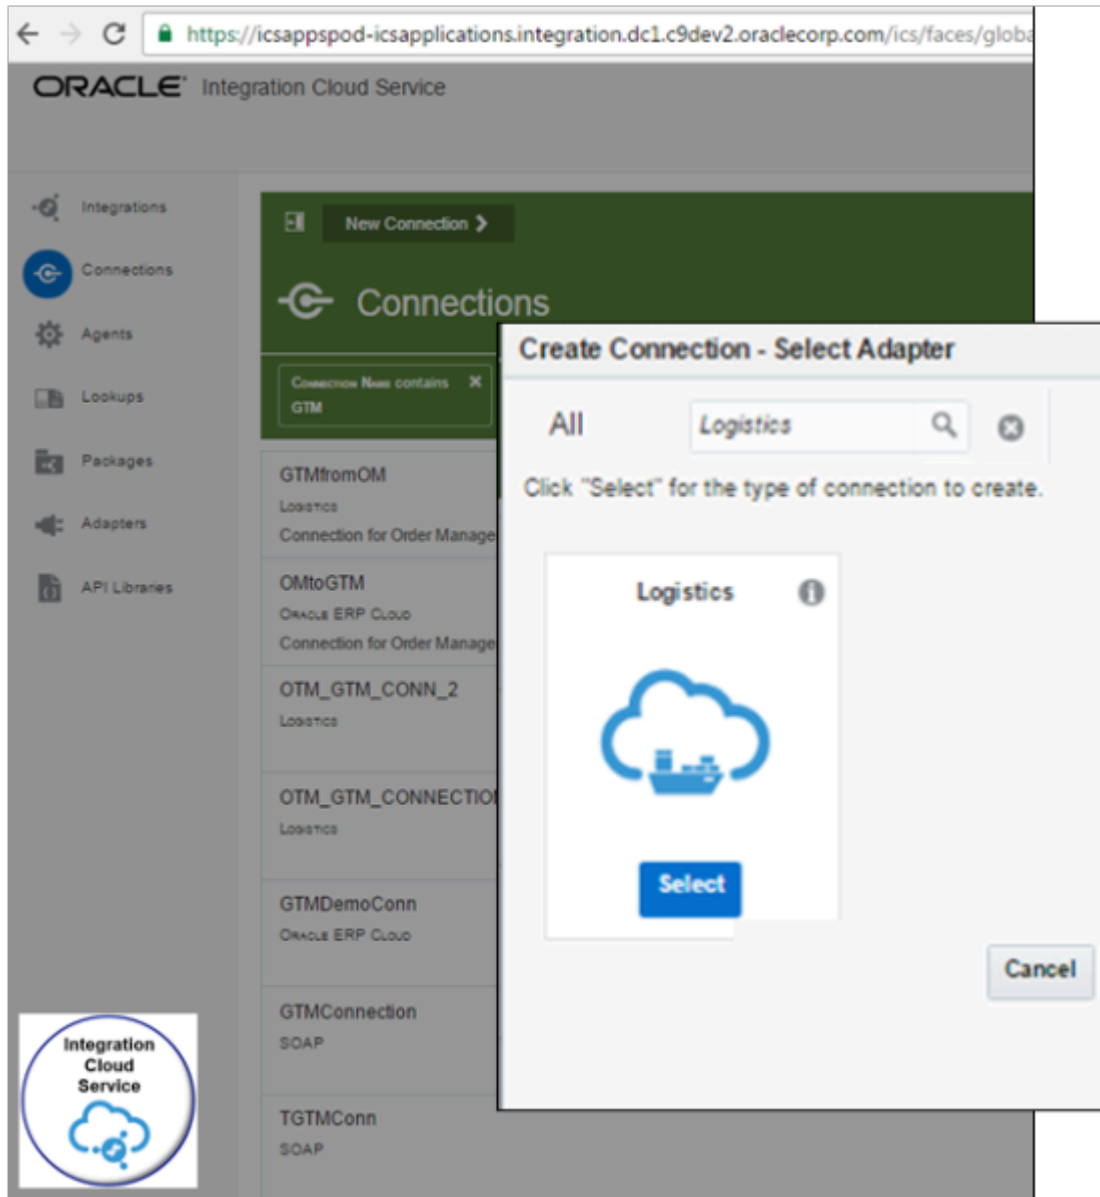 https://icsappspod-icsapplications.integration.dc1.c9dev2.oraclecorp.com/ics/faces/globa
ORACLE Integration Cloud Service
Integrations
Connections
Agents
Lookups
Packages
Adapters
API Libraries
New Connection
Connections
Connection Name contains
GTM
GTMfromOM
Logistics
Connection for Order Manage
OMtoGTM
Oracle ERP Cloud
Connection for Order Manage
OTM_GTM_CONN_2
Logistics
OTM_GTM_CONNECTION
Logistics
GTMDemoConn
Oracle ERP Cloud
GTMConnection
SOAP
TGTMConn
SOAP
Create Connection - Select Adapter
All
Logistics
Click "Select" for the type of connection to create.
Logistics
Select
Cancel
Integration
Cloud
Service